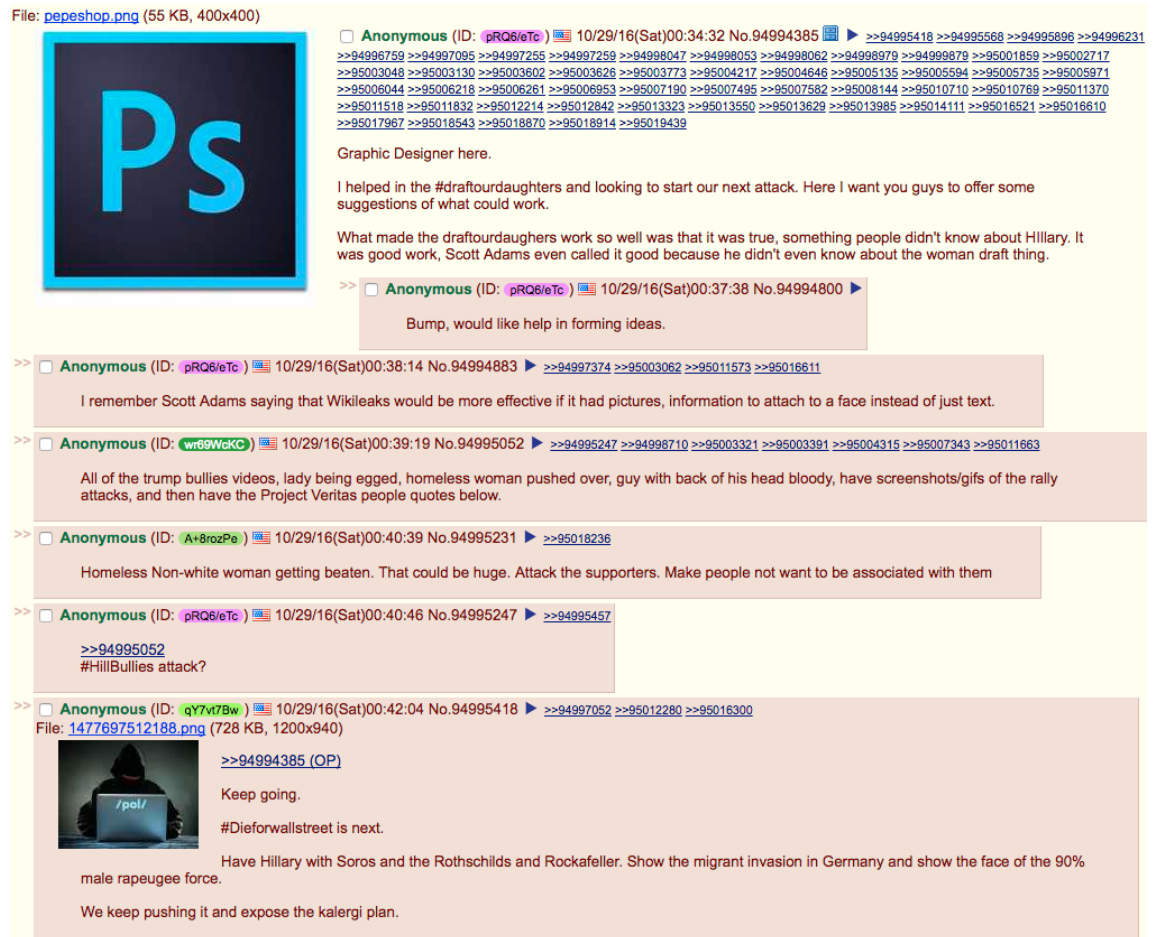 File: pepeshop.png (55 KB, 400x400)
Ps
Anonymous (ID: pRQ6/eTc) 10/29/16(Sat)00:34:32 No.94994385 >>94995418 >>94995568 >>94995896 >>94996231
>>94996759 >>94997095 >>94997255 >>94997259 >>94998047 >>94998053 >>94998062 >>94998979 >>94999879 >>95001859 >>95002717
>>95003048 >>95003130 >>95003602 >>95003626 >>95003773 >>95004217 >>95004646 >>95005135 >>95005594 >>95005735 >>95005971
>>95006044 >>95006218 >>95006261 >>95006953 >>95007190 >>95007495 >>95007582 >>95008144 >>95010710 >>95010769 >>95011370
>>95011518 >>95011832 >>95012214 >>95012842 >>95013323 >>95013550 >>95013629 >>95013985 >>95014111 >>95016521 >>95016610
>>95017967 >>95018543 >>95018870 >>95018914 >>95019439
Graphic Designer here.
I helped in the #draftourdaughters and looking to start our next attack. Here I want you guys to offer some
suggestions of what could work.
What made the draftourdaughers work so well was that it was true, something people didn't know about HIllary. It
was good work, Scott Adams even called it good because he didn't even know about the woman draft thing.
>> Anonymous (ID: pRQ6/eTc) 10/29/16(Sat)00:37:38 No.94994800
Bump, would like help in forming ideas.
>> Anonymous (ID: pRQ6/eTc) 10/29/16(Sat)00:38:14 No.94994883 >>94997374 >>95003062 >>95011573 >>95016611
I remember Scott Adams saying that Wikileaks would be more effective if it had pictures, information to attach to a face instead of just text.
>> Anonymous (ID: wr69WcKC) 10/29/16(Sat)00:39:19 No.94995052 >>94995247 >>94998710 >>95003321 >>95003391 >>95004315 >>95007343 >>95011663
All of the trump bullies videos, lady being egged, homeless woman pushed over, guy with back of his head bloody, have screenshots/gifs of the rally
attacks, and then have the Project Veritas people quotes below.
>> Anonymous (ID: A+8rozPe) 10/29/16(Sat)00:40:39 No.94995231 >>95018236
Homeless Non-white woman getting beaten. That could be huge. Attack the supporters. Make people not want to be associated with them
>> Anonymous (ID: pRQ6/eTc) 10/29/16(Sat)00:40:46 No.94995247 >>94995457
>>94995052
#HillBullies attack?
>> Anonymous (ID: qY7vt7Bw) 10/29/16(Sat)00:42:04 No.94995418 >>94997052 >>95012280 >>95016300
File: 1477697512188.png (728 KB, 1200x940)
/pol/
>>94994385 (OP)
Keep going.
#Dieforwallstreet is next.
Have Hillary with Soros and the Rothschilds and Rockafeller. Show the migrant invasion in Germany and show the face of the 90%
male rapeugee force.
We keep pushing it and expose the kalergi plan.